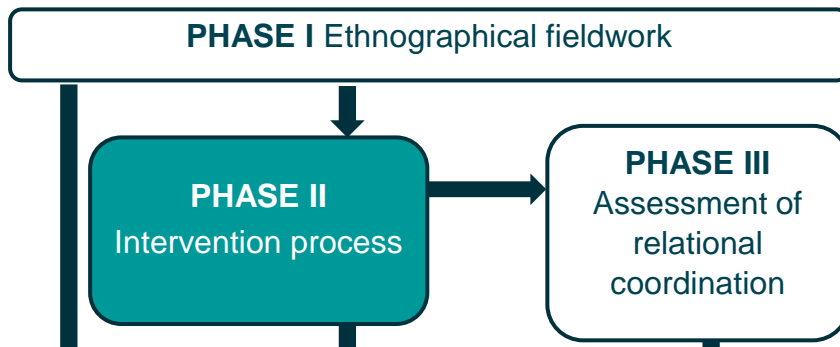 PHASE I Ethnographical fieldwork
PHASE II
Intervention process
PHASE III
Assessment of
relational
coordination